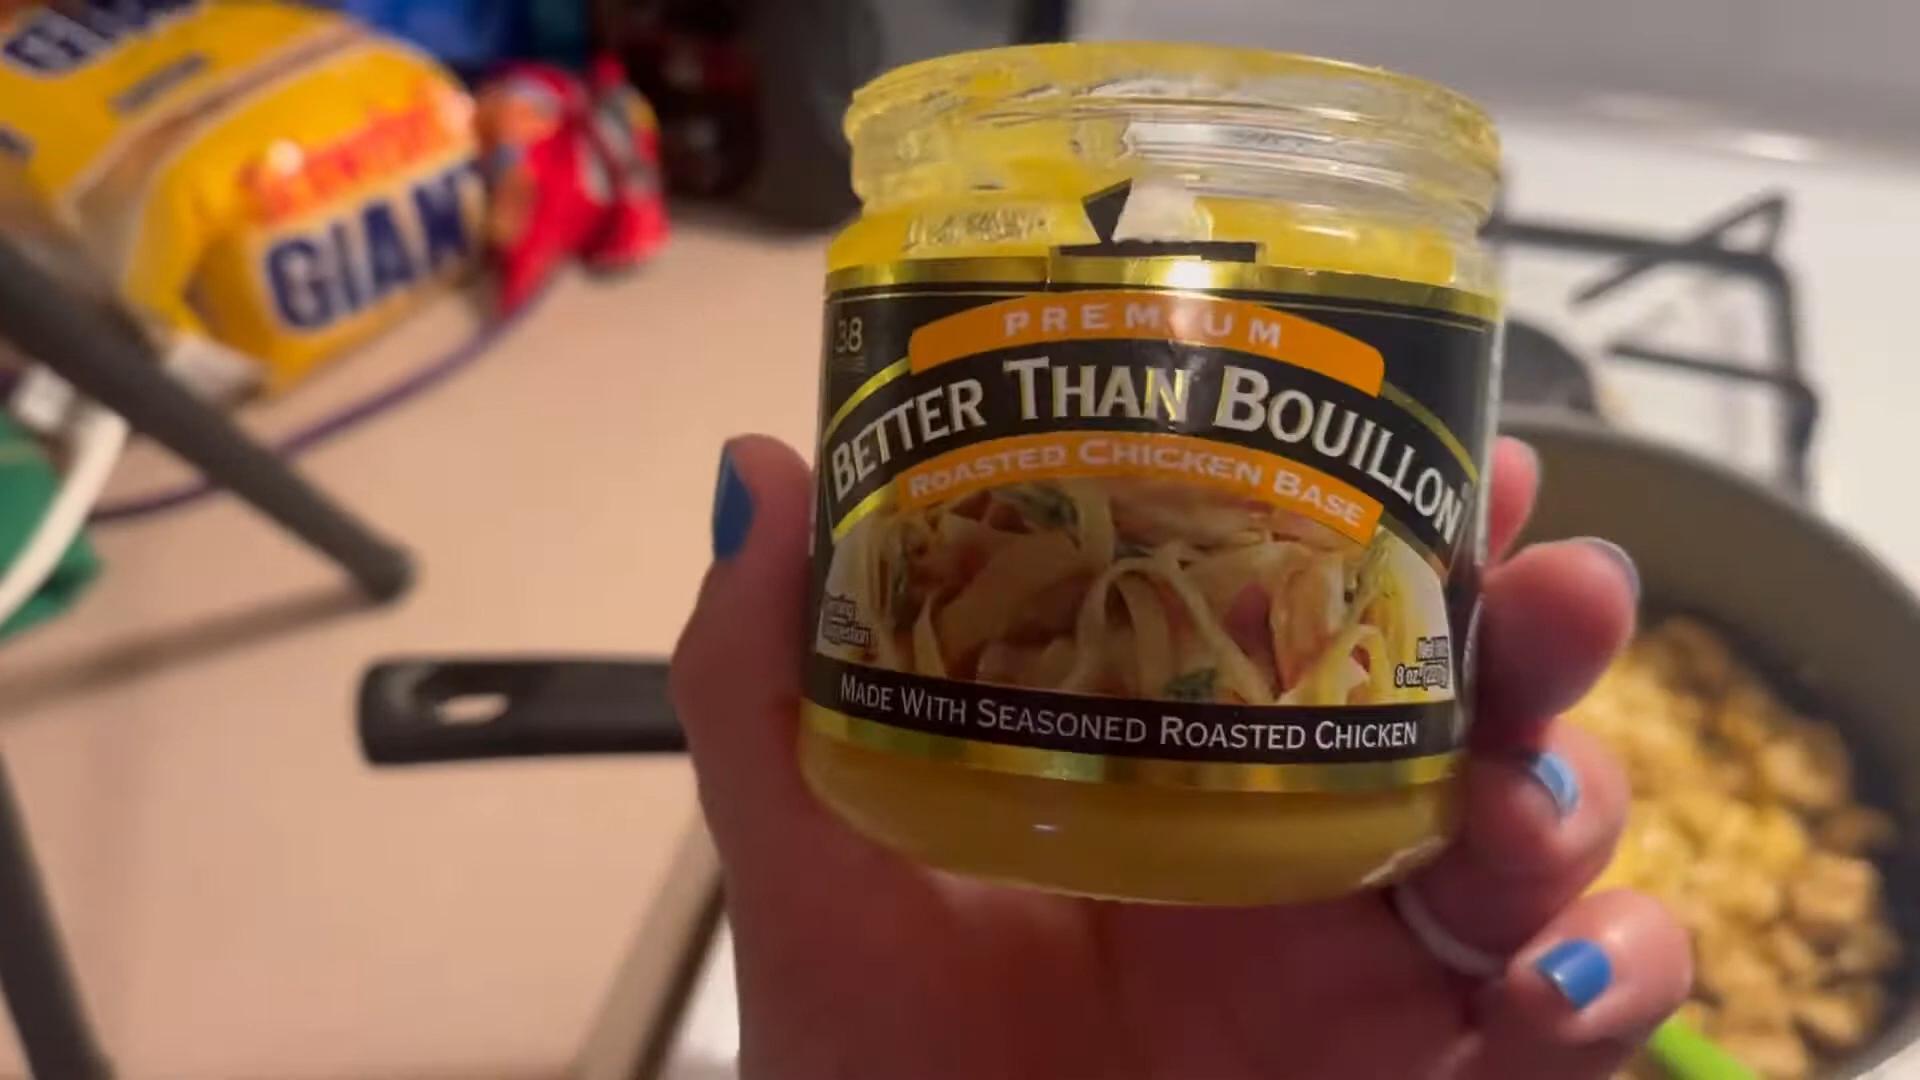 GIANT
38
PREMIUM
BETTER THAN BOUILLON
ROASTED CHICKEN BASE
8 oz.
MADE WITH SEASONED ROASTED CHICKEN